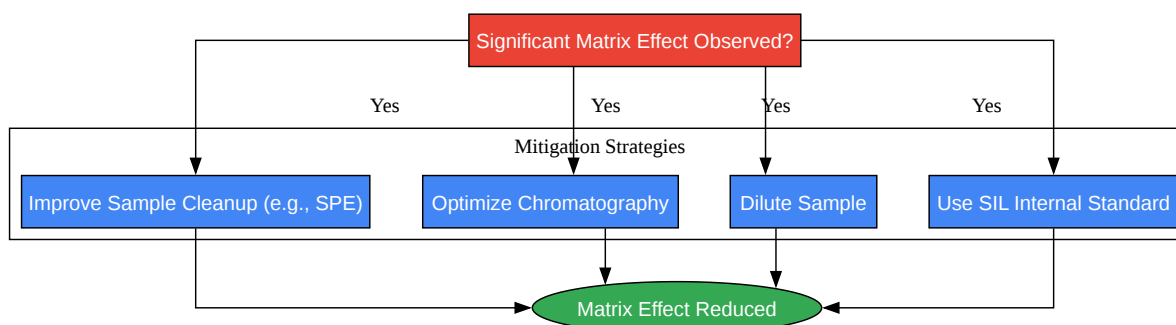 Significant Matrix Effect Observed?
Yes
Yes
Yes
Yes
Mitigation Strategies
Improve Sample Cleanup (e.g., SPE)
Optimize Chromatography
Dilute Sample
Use SIL Internal Standard
Matrix Effect Reduced